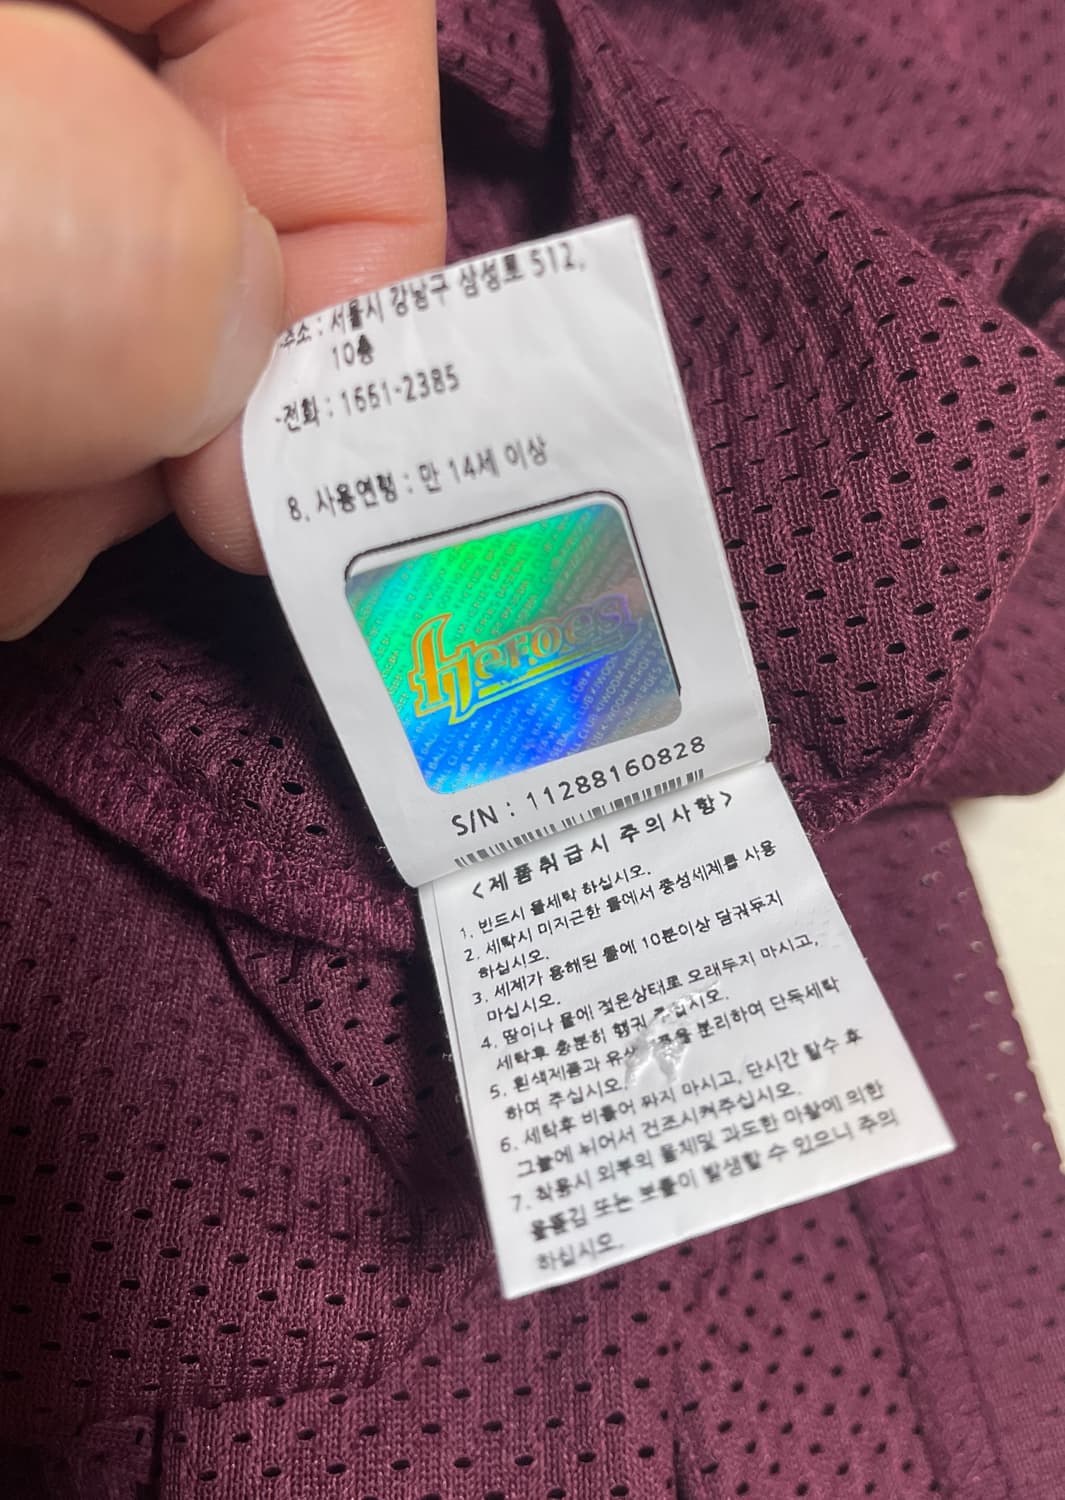 주소 : 서울시 강남구 삼성로 512,
10층
-전화 : 1661-2385
8. 사용연령 : 만 14세 이상
Heroes
S/N : 11288160828
<제품취급시 주의사항>
1. 반드시 물세탁 하십시오.
2. 세탁시 미지근한 물에서 중성세제를 사용
하십시오.
3. 세제가 용해된 물에 10분이상 담궈두지
마십시오.
4. 땀이나 물에 젖은상태로 오래두지 마시고,
세탁후 충분히 헹궈 주십시오.
5. 흰색제품과 유색제품을 분리하여 단독세탁
하여 주십시오.
6. 세탁후 비틀어 짜지 마시고, 단시간 탈수 후
그늘에 뉘어서 건조시켜주십시오.
7. 착용시 외부의 물체및 과도한 마찰에 의한
올뜯김 또는 보풀이 발생할 수 있으니 주의
하십시오.